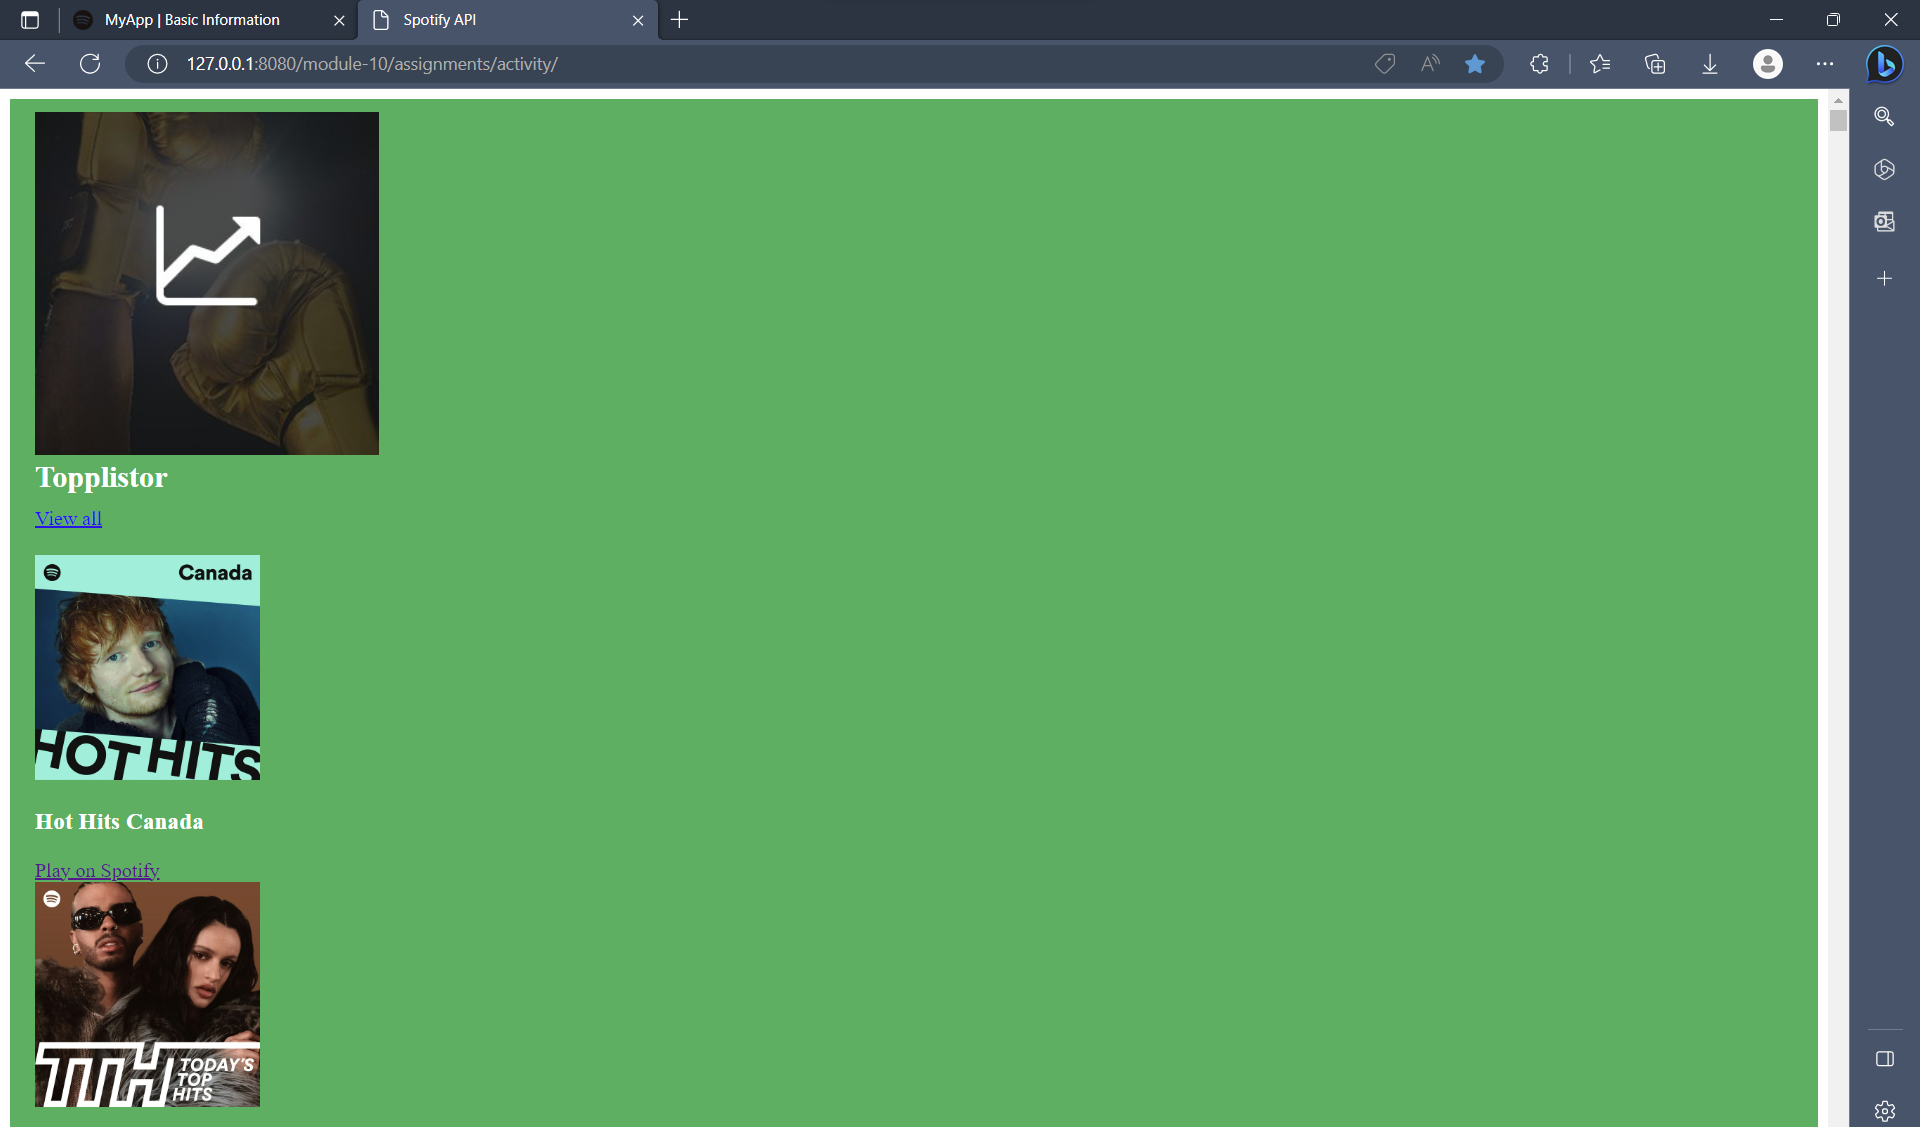 MyApp | Basic Information
Spotify API
127.0.0.1:8080/module-10/assignments/activity/
Topplistor
View all
Canada
HOT HITS
Hot Hits Canada
Play on Spotify
TTH TODAY'S
TOP
HITS